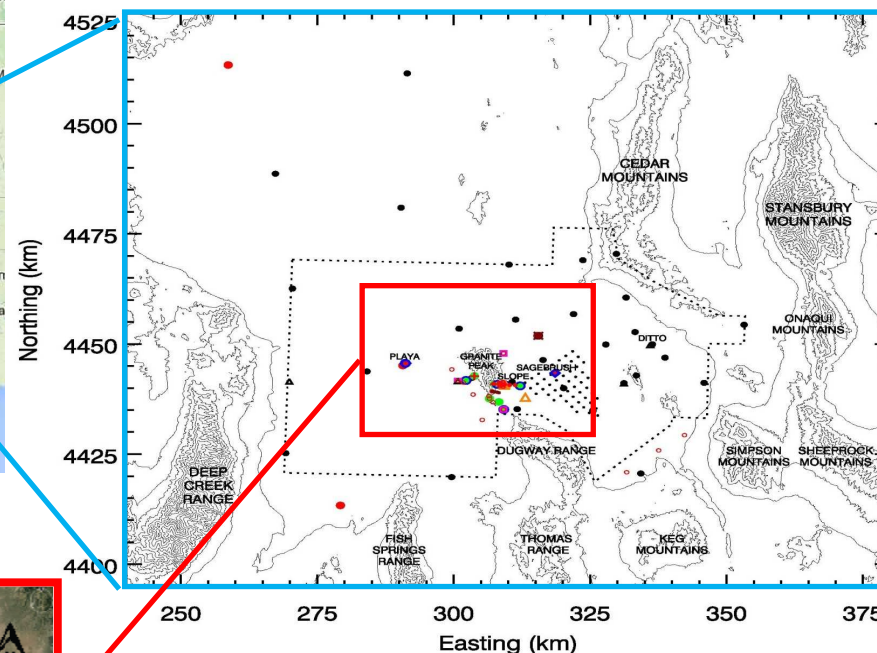 4525
4500
4475
4450
4425
4400
Northing (km)
CEDAR
MOUNTAINS
STANSBURY
MOUNTAINS
ONAQUI
MOUNTAINS
DITTO
PLAYA
GRANITE
PEAK
SAGEBRUSH
SLOPE
DUGWAY RANGE
SIMPSON
MOUNTAINS
SHEEPROCK
MOUNTAINS
DEEP
CREEK
RANGE
FISH
SPRINGS
RANGE
THOMAS
RANGE
KEG
MOUNTAINS
250
275
300
325
350
375
Easting (km)